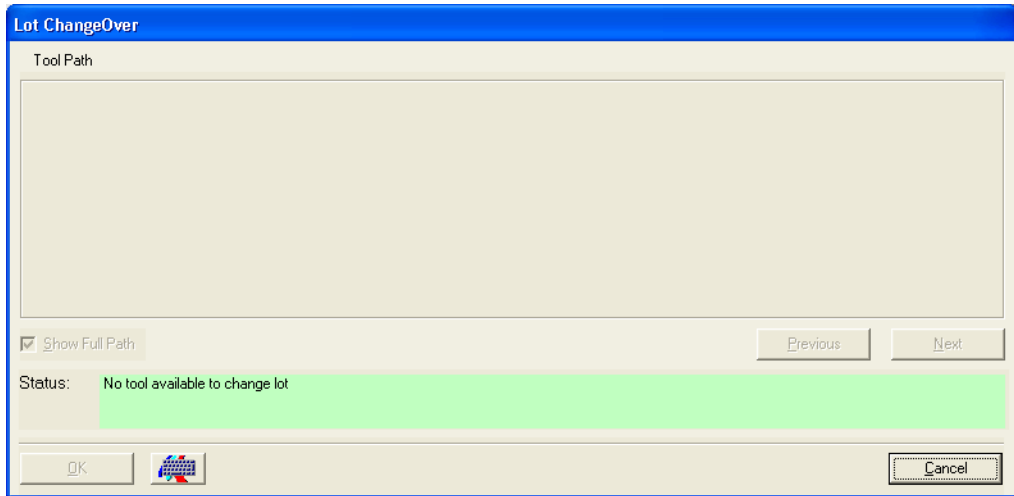 Lot ChangeOver
Tool Path
Show Full Path
Previous
Next
Status:
No tool available to change lot
OK
Cancel